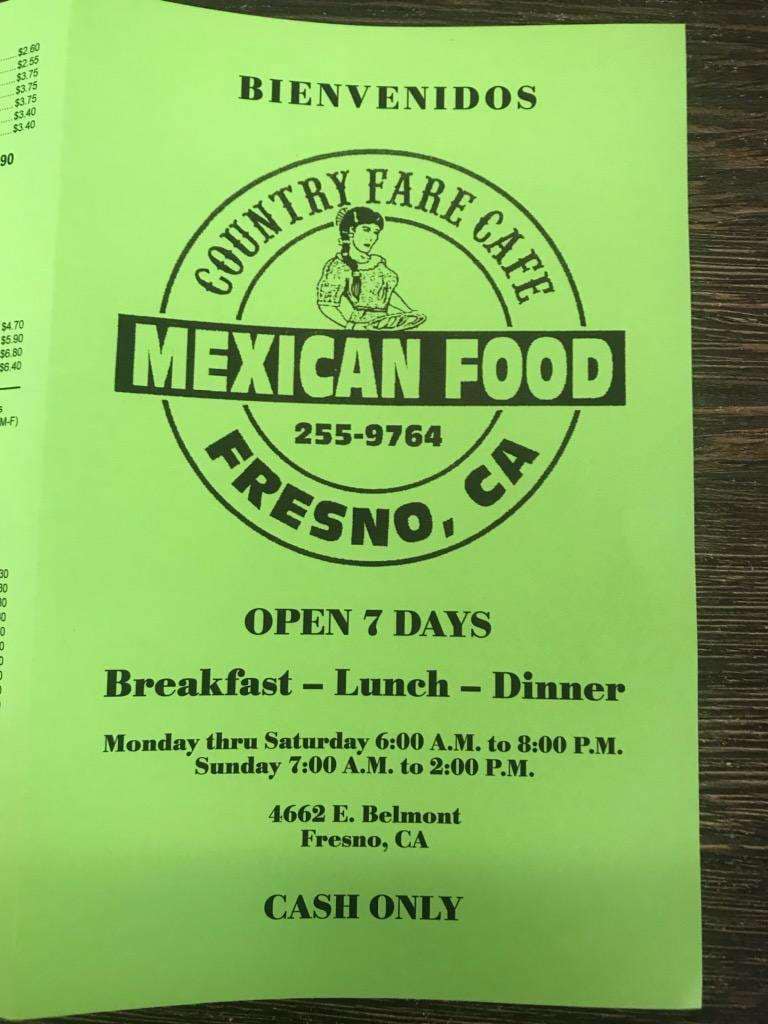 $2.60
$2.55
$3.75
$3.75
$3.75
$3.40
$3.40
90
$4.70
$5.90
$6.80
$6.40
M-F)
BIENVENIDOS
COUNTRY FARE CAFE
MEXICAN FOOD
255-9764
FRESNO, CA
OPEN 7 DAYS
Breakfast – Lunch – Dinner
Monday thru Saturday 6:00 A.M. to 8:00 P.M.
Sunday 7:00 A.M. to 2:00 P.M.
4662 E. Belmont
Fresno, CA
CASH ONLY